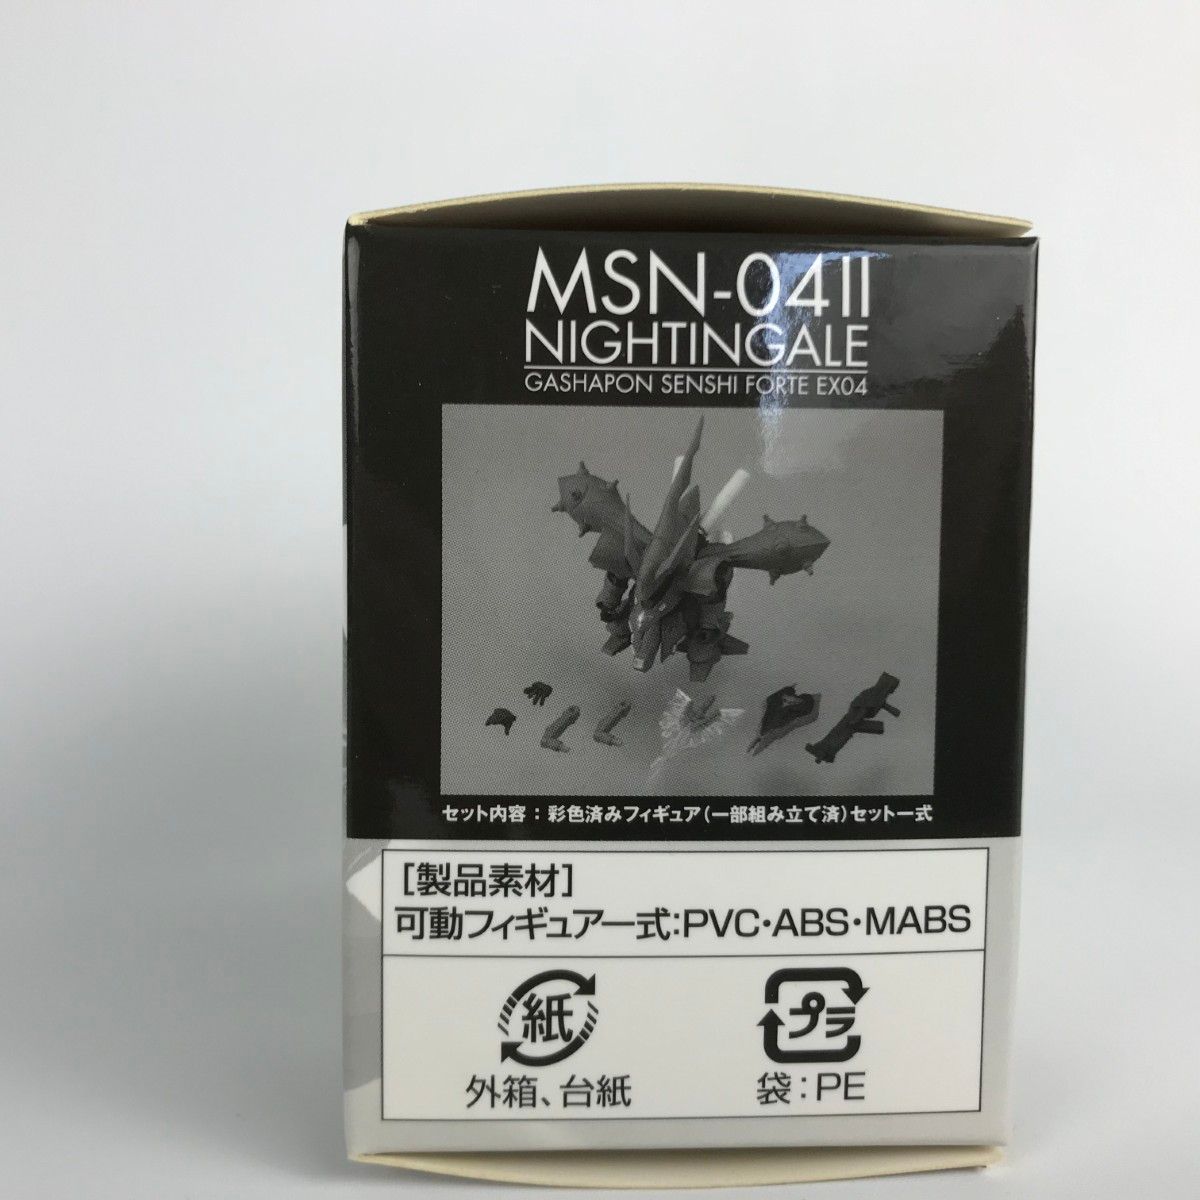 MSN-04II
NIGHTINGALE
GASHAPON SENSHI FORTE EX04
セット内容：彩色済みフィギュア（一部組み立て済）セット一式
［製品素材］
可動フィギュア一式：PVC・ABS・MABS
紙
外箱、台紙
プラ
袋：PE